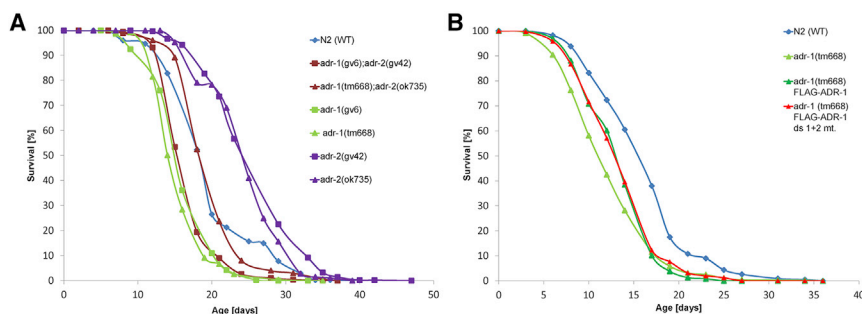 A
100
90
80
70
60
50
40
30
20
10
0
Survival [%]
0 10 20 30 40 50
Age [days]
N2 (WT)
adr-1(gv6);adr-2(gv42)
adr-1(tm668);adr-2(ok735)
adr-1(gv6)
adr-1(tm668)
adr-2(gv42)
adr-2(ok735)
B
100
90
80
70
60
50
40
30
20
10
0
Survival [%]
0 10 20 30 40
Age [days]
N2 (WT)
adr-1(tm668)
adr-1(tm668)
FLAG-ADR-1
adr-1 (tm668)
FLAG-ADR-1
ds 1+2 mt.